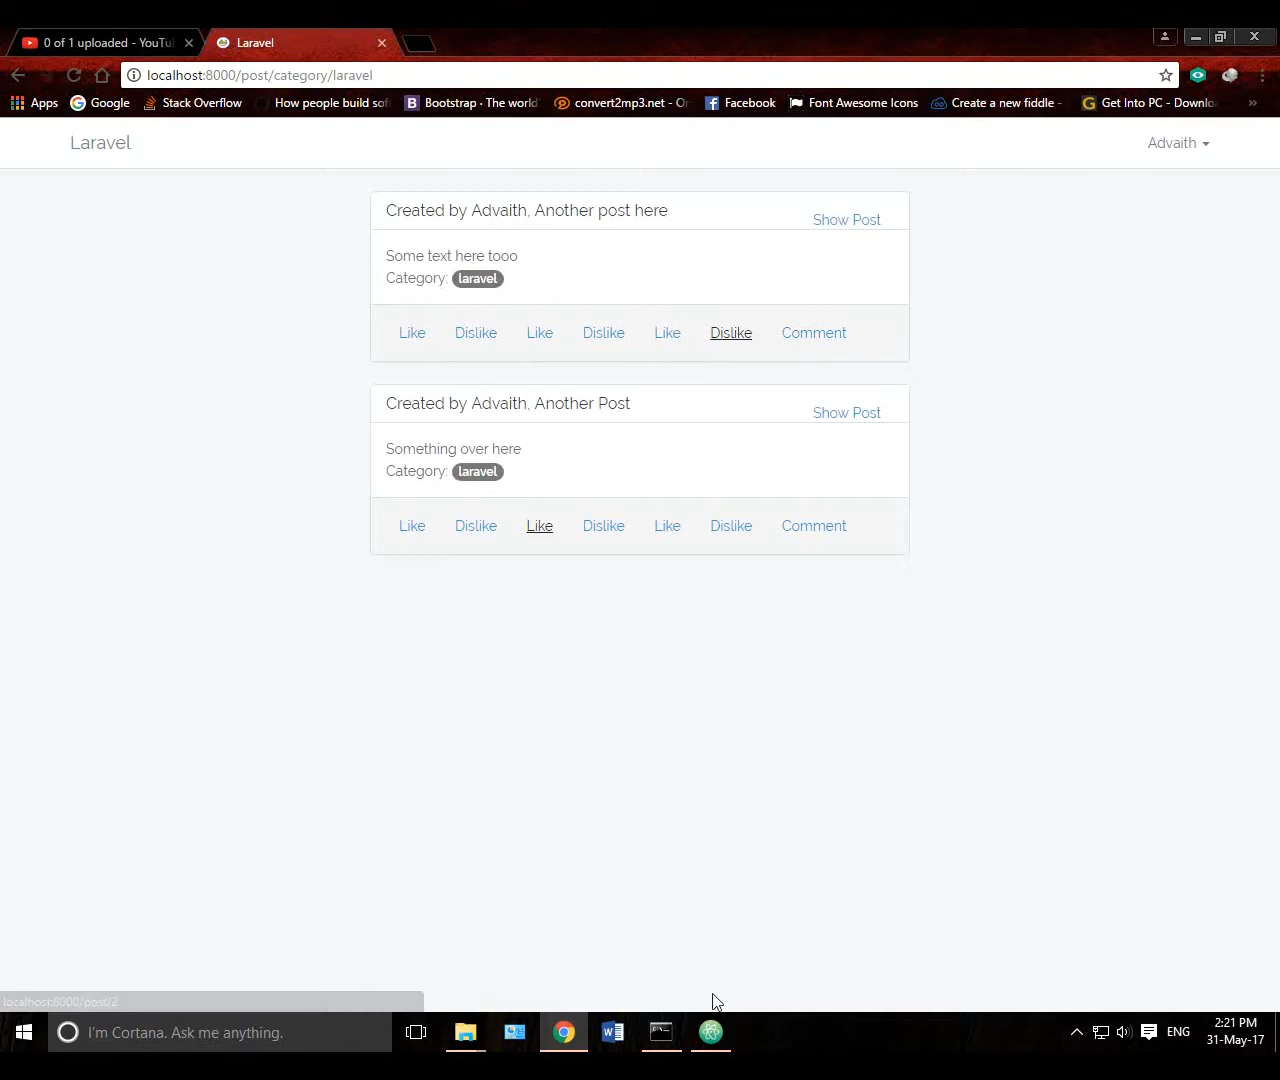 0 of 1 uploaded - YouTu
Laravel
localhost:8000/post/category/laravel
Apps
Google
Stack Overflow
How people build sof
Bootstrap · The world'
convert2mp3.net - On
Facebook
Font Awesome Icons
Create a new fiddle -
Get Into PC - Downlo
»
Laravel
Advaith
Created by Advaith, Another post here
Show Post
Some text here tooo
Category: laravel
Like Dislike Like Dislike Like Dislike Comment
Created by Advaith, Another Post
Show Post
Something over here
Category: laravel
Like Dislike Like Dislike Like Dislike Comment
localhost:8000/post/2
I'm Cortana. Ask me anything.
ENG
2:21 PM
31-May-17